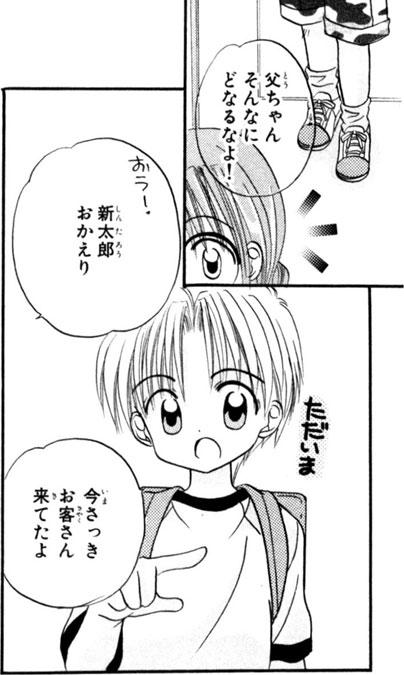 父ちゃん
そんなに
どなるなよ!
おうー。
新太郎
おかえり
ただいま
今さっき
お客さん
来てたよ